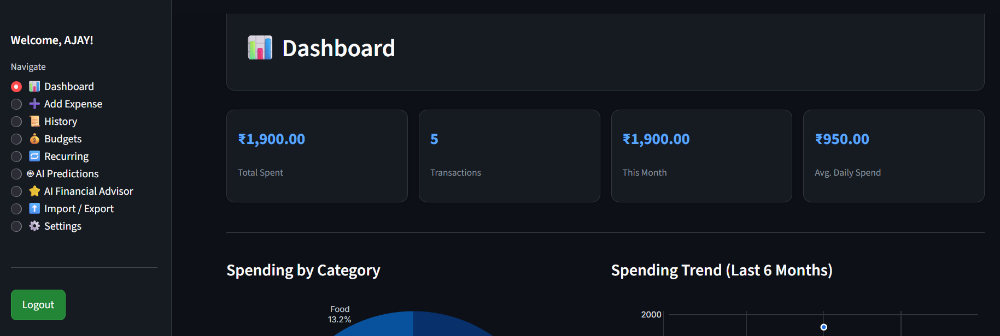 Welcome, AJAY!
Navigate
Dashboard
Add Expense
History
Budgets
Recurring
AI Predictions
AI Financial Advisor
Import / Export
Settings
Logout
Dashboard
₹1,900.00
Total Spent
5
Transactions
₹1,900.00
This Month
₹950.00
Avg. Daily Spend
Spending by Category
Food
13.2%
Spending Trend (Last 6 Months)
2000